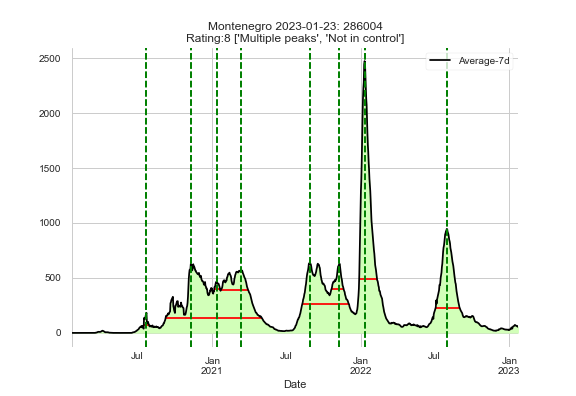 Montenegro 2023-01-23: 286004
Rating:8 ['Multiple peaks', 'Not in control']
Average-7d
2500
2000
1500
1000
500
0
Jul
Jan
2021
Jul
Jan
2022
Jul
Jan
2023
Date